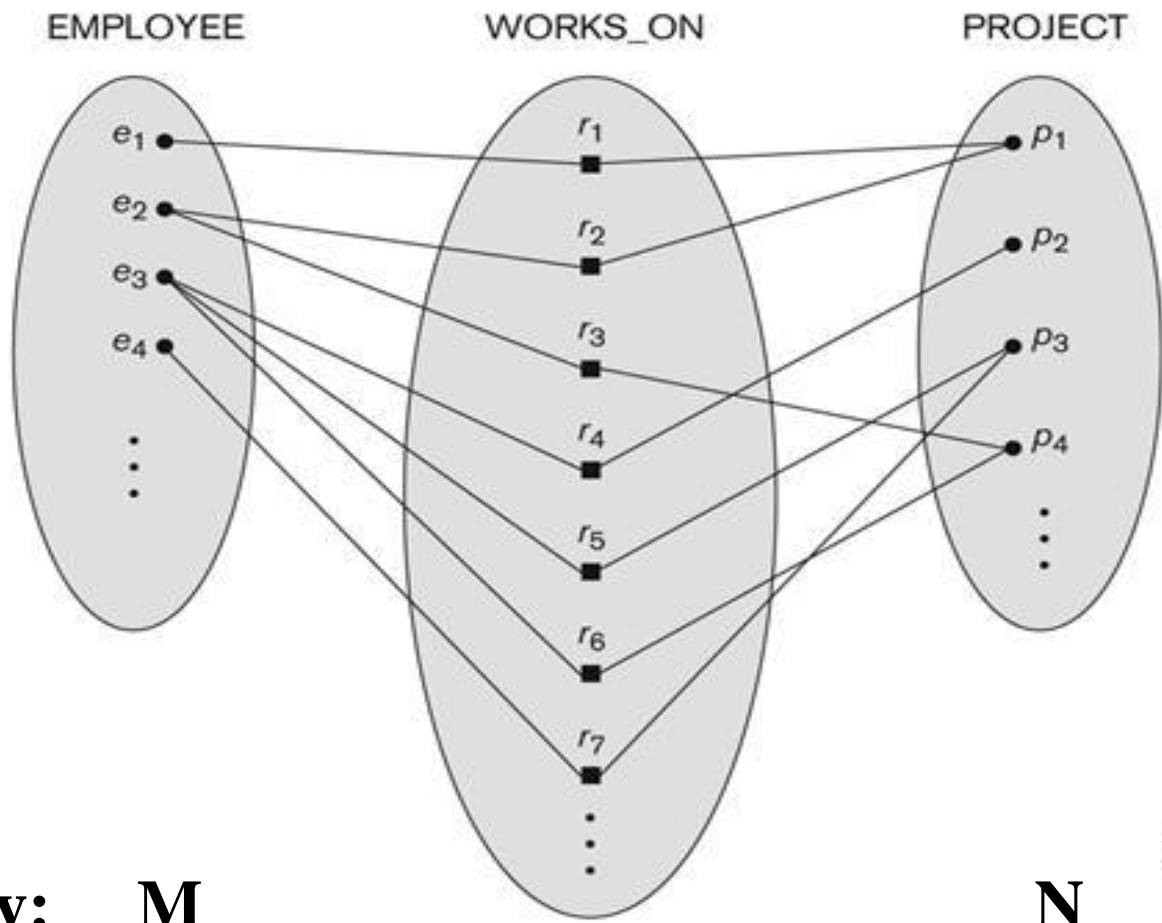 EMPLOYEE WORKS_ON PROJECT
e1 r1 p1
e2 r2 p2
e3 r3 p3
e4 r4 p4
r5
r6
r7
y: M N